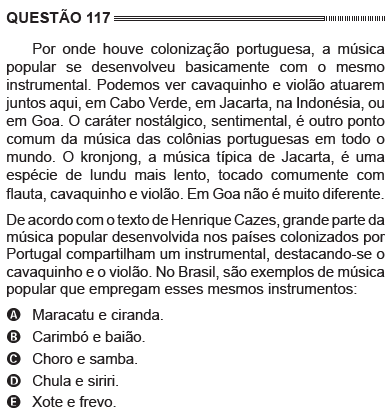 QUESTÃO 117
Por onde houve colonização portuguesa, a música
popular se desenvolveu basicamente com o mesmo
instrumental. Podemos ver cavaquinho e violão atuarem
juntos aqui, em Cabo Verde, em Jacarta, na Indonésia, ou
em Goa. O caráter nostálgico, sentimental, é outro ponto
comum da música das colônias portuguesas em todo o
mundo. O kronjong, a música típica de Jacarta, é uma
espécie de lundu mais lento, tocado comumente com
flauta, cavaquinho e violão. Em Goa não é muito diferente.
De acordo com o texto de Henrique Cazes, grande parte da
música popular desenvolvida nos países colonizados por
Portugal compartilham um instrumental, destacando-se o
cavaquinho e o violão. No Brasil, são exemplos de música
popular que empregam esses mesmos instrumentos:
A Maracatu e ciranda.
B Carimbó e baião.
C Choro e samba.
D Chula e siriri.
E Xote e frevo.